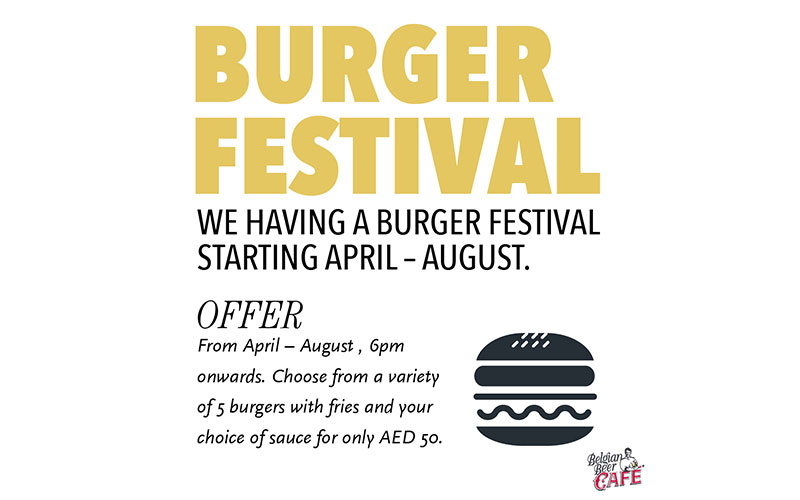 BURGER
FESTIVAL
WE HAVING A BURGER FESTIVAL
STARTING APRIL – AUGUST.
OFFER
From April – August , 6pm
onwards. Choose from a variety
of 5 burgers with fries and your
choice of sauce for only AED 50.
Belgian
Beer
CAFE